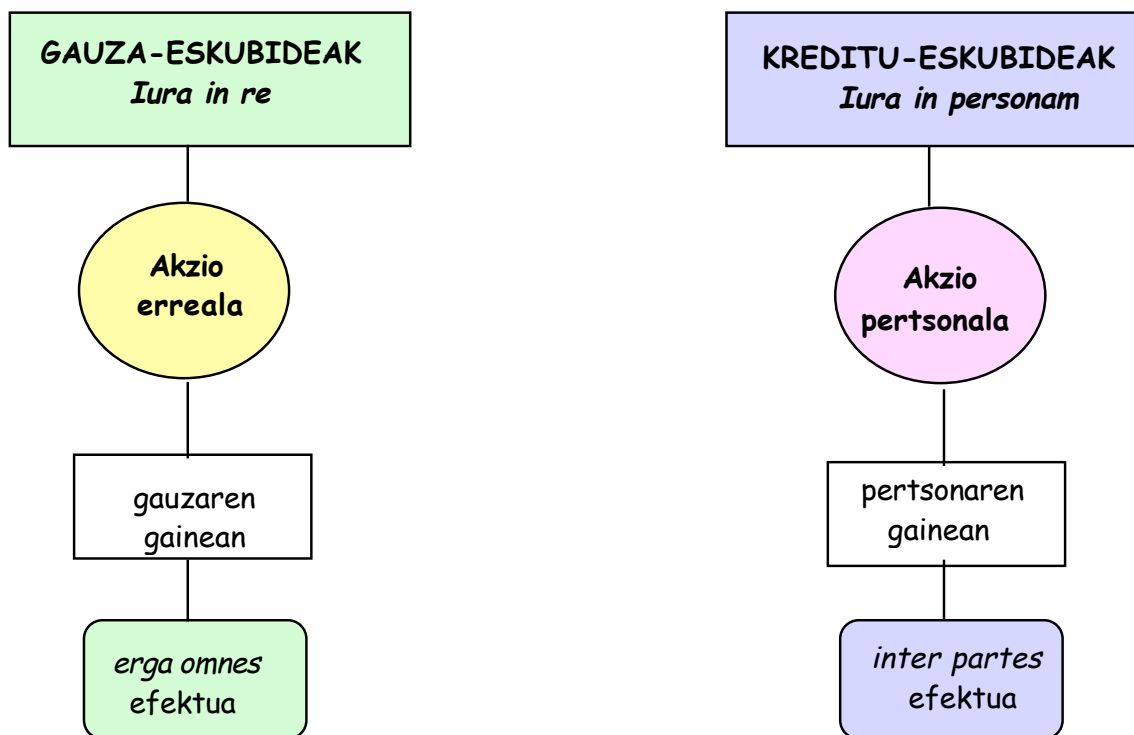 GAUZA-ESKUBIDEAK
Iura in re
Akzio
erreala
gauzaren
gainean
erga omnes
efektua
KREDITU-ESKUBIDEAK
Iura in personam
Akzio
pertsonala
pertsonaren
gainean
inter partes
efektua